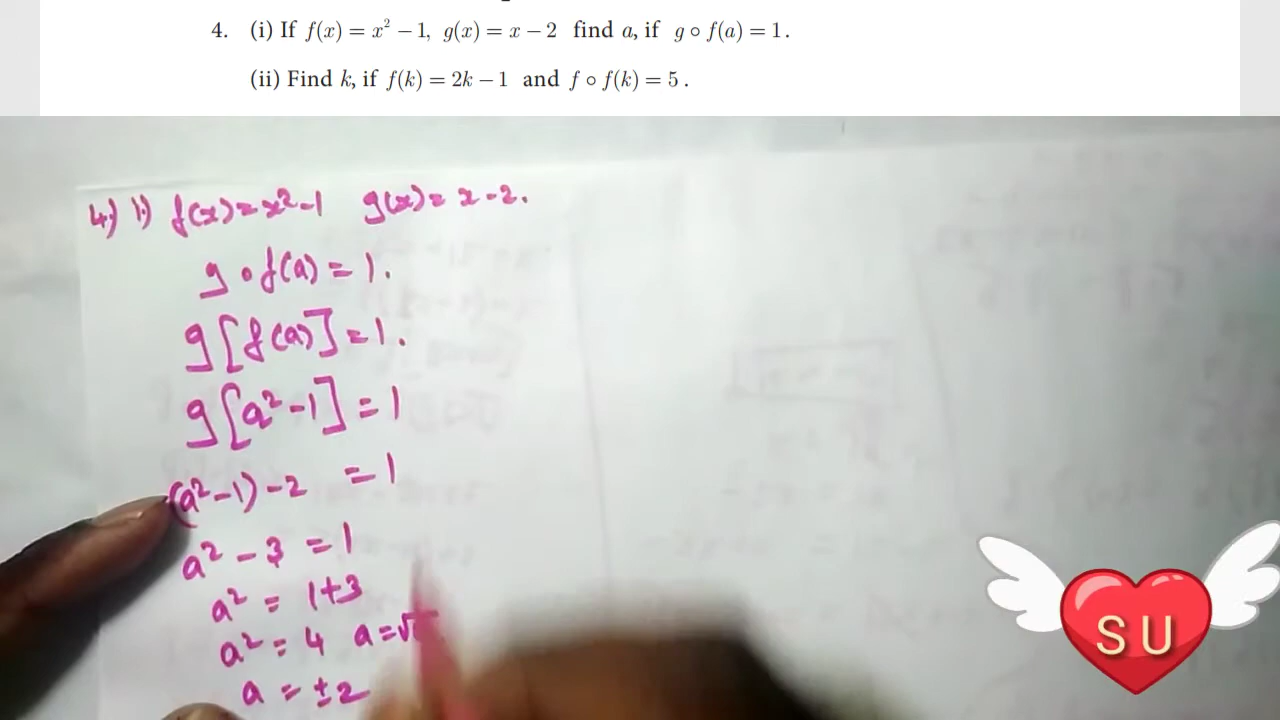 4. (i) If f(x) = x² − 1, g(x) = x − 2 find a, if g ∘ f(a) = 1.
(ii) Find k, if f(k) = 2k − 1 and f ∘ f(k) = 5.
4) i) f(x) = x² - 1 g(x) = x - 2.
g ∘ f(a) = 1.
g[f(a)] = 1.
g[a² - 1] = 1
(a² - 1) - 2 = 1
a² - 3 = 1
a² = 1+3
a² = 4 a = √
a = ±2
SU